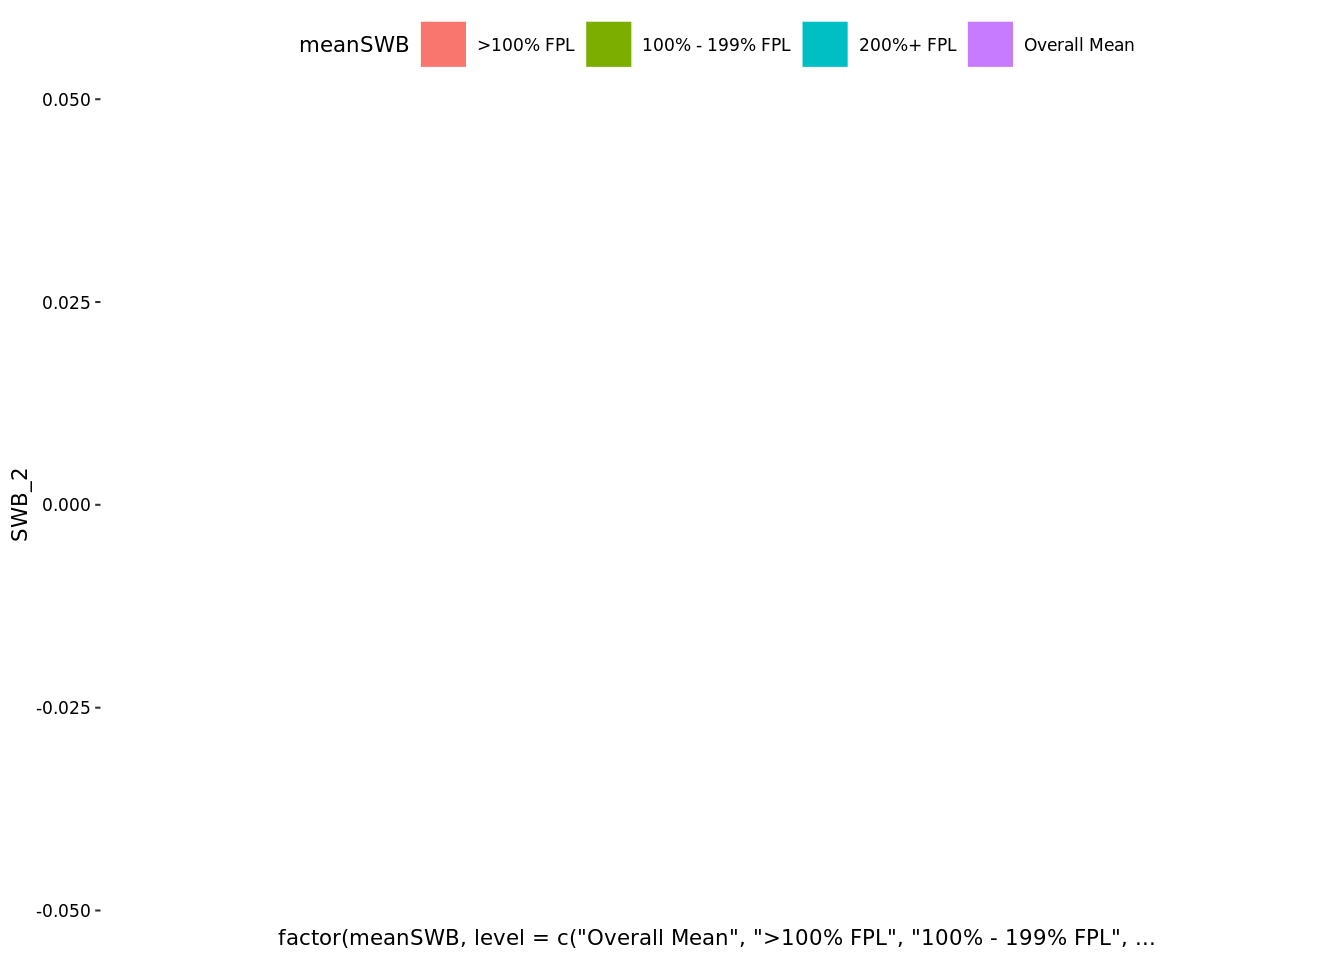 meanSWB >100% FPL 100% - 199% FPL 200%+ FPL Overall Mean
0.050
0.025
0.000
-0.025
-0.050
SWB_2
factor(meanSWB, level = c("Overall Mean", ">100% FPL", "100% - 199% FPL", ...